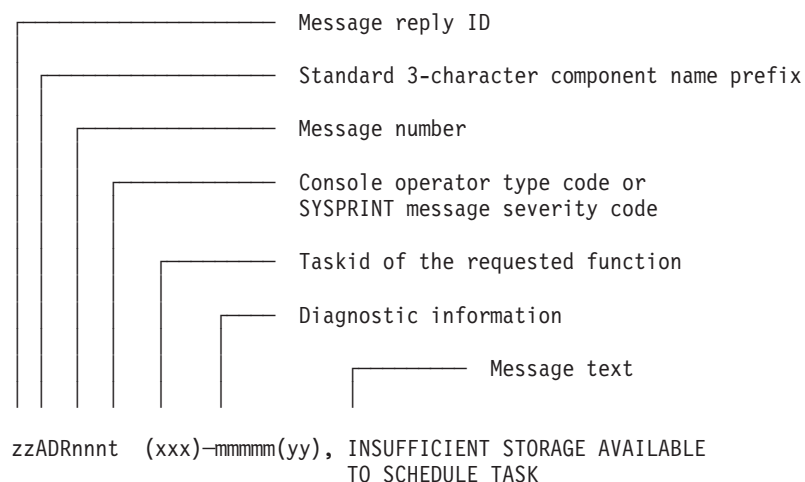 Message reply ID
Standard 3-character component name prefix
Message number
Console operator type code or
SYSPRINT message severity code
Taskid of the requested function
Diagnostic information
Message text
zzADRnnnt (xxx)—mmmmm(yy), INSUFFICIENT STORAGE AVAILABLE
TO SCHEDULE TASK